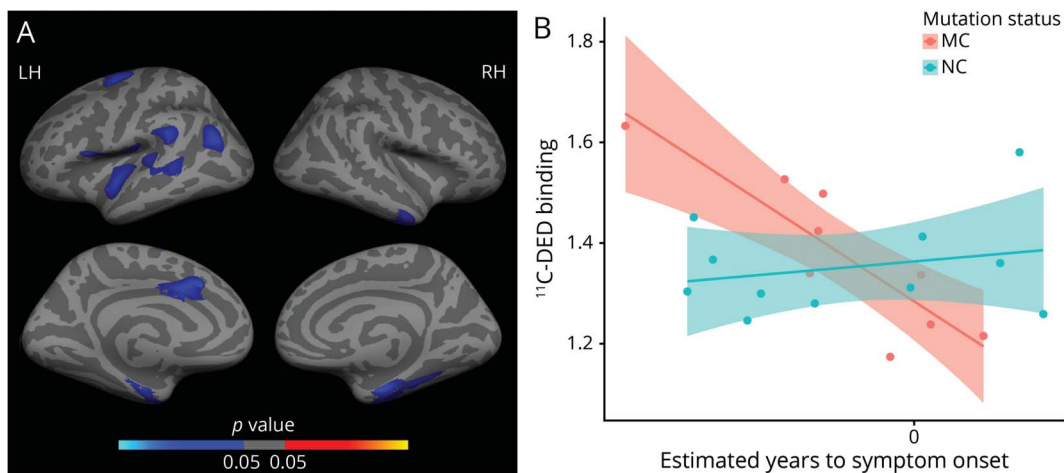 A
LH
RH
p value
0.05 0.05
B
Mutation status
MC
NC
1.8
1.6
1.4
1.2
¹¹C-DED binding
0
Estimated years to symptom onset